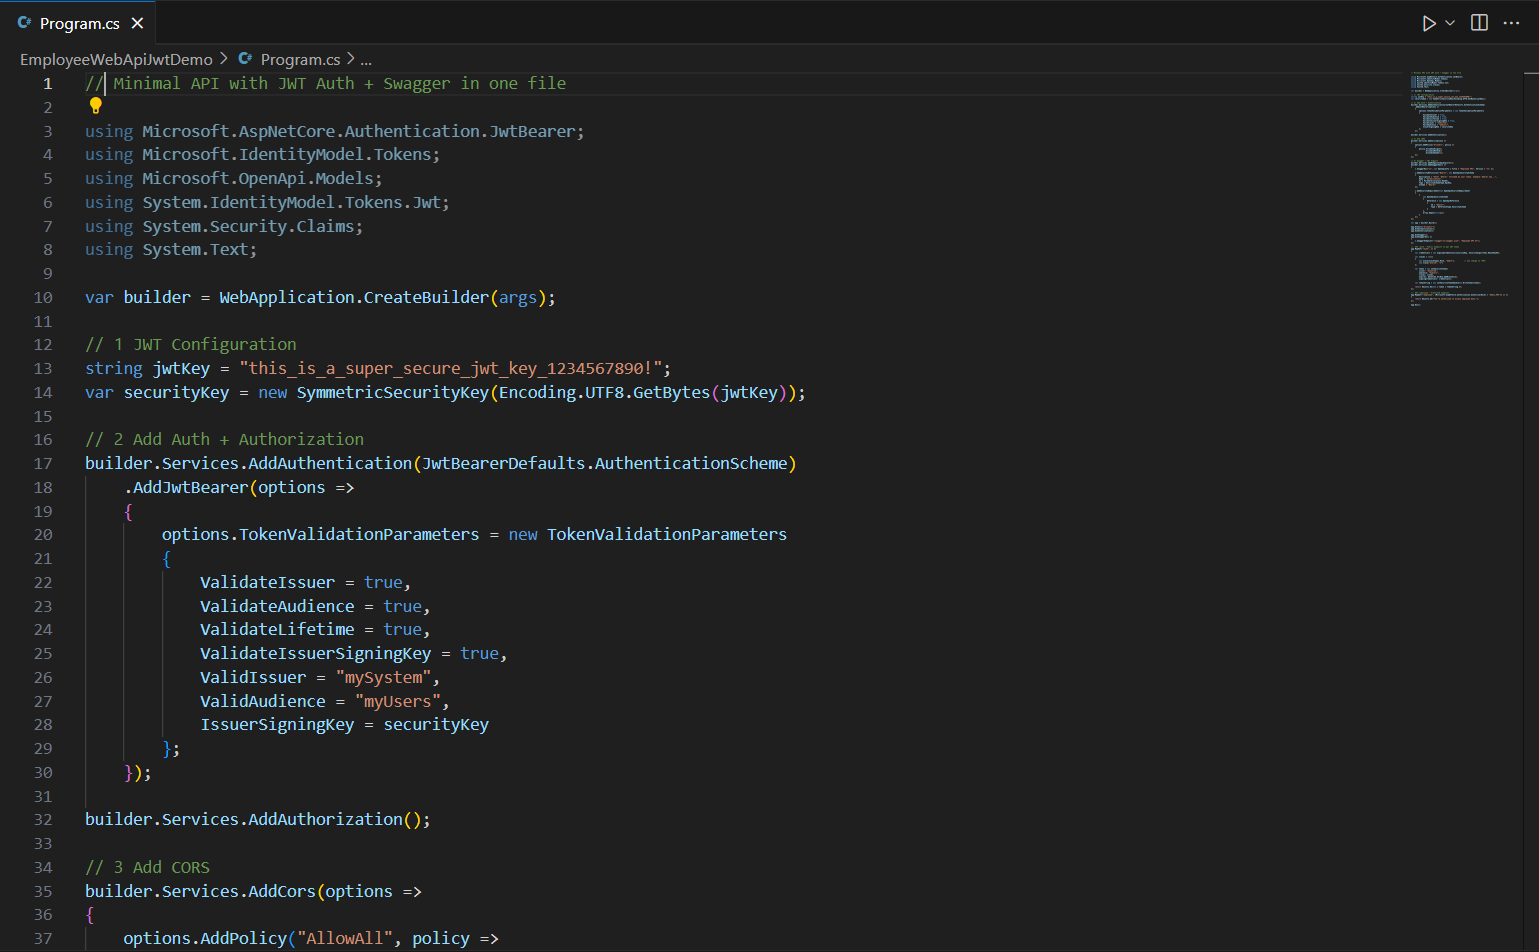 Program.cs
EmployeeWebApiJwtDemo > Program.cs > ...
1 // Minimal API with JWT Auth + Swagger in one file
2
3 using Microsoft.AspNetCore.Authentication.JwtBearer;
4 using Microsoft.IdentityModel.Tokens;
5 using Microsoft.OpenApi.Models;
6 using System.IdentityModel.Tokens.Jwt;
7 using System.Security.Claims;
8 using System.Text;
9
10 var builder = WebApplication.CreateBuilder(args);
11
12 // 1 JWT Configuration
13 string jwtKey = "this_is_a_super_secure_jwt_key_1234567890!";
14 var securityKey = new SymmetricSecurityKey(Encoding.UTF8.GetBytes(jwtKey));
15
16 // 2 Add Auth + Authorization
17 builder.Services.AddAuthentication(JwtBearerDefaults.AuthenticationScheme)
18     .AddJwtBearer(options =>
19     {
20         options.TokenValidationParameters = new TokenValidationParameters
21         {
22             ValidateIssuer = true,
23             ValidateAudience = true,
24             ValidateLifetime = true,
25             ValidateIssuerSigningKey = true,
26             ValidIssuer = "mySystem",
27             ValidAudience = "myUsers",
28             IssuerSigningKey = securityKey
29         };
30     });
31
32 builder.Services.AddAuthorization();
33
34 // 3 Add CORS
35 builder.Services.AddCors(options =>
36 {
37     options.AddPolicy("AllowAll", policy =>